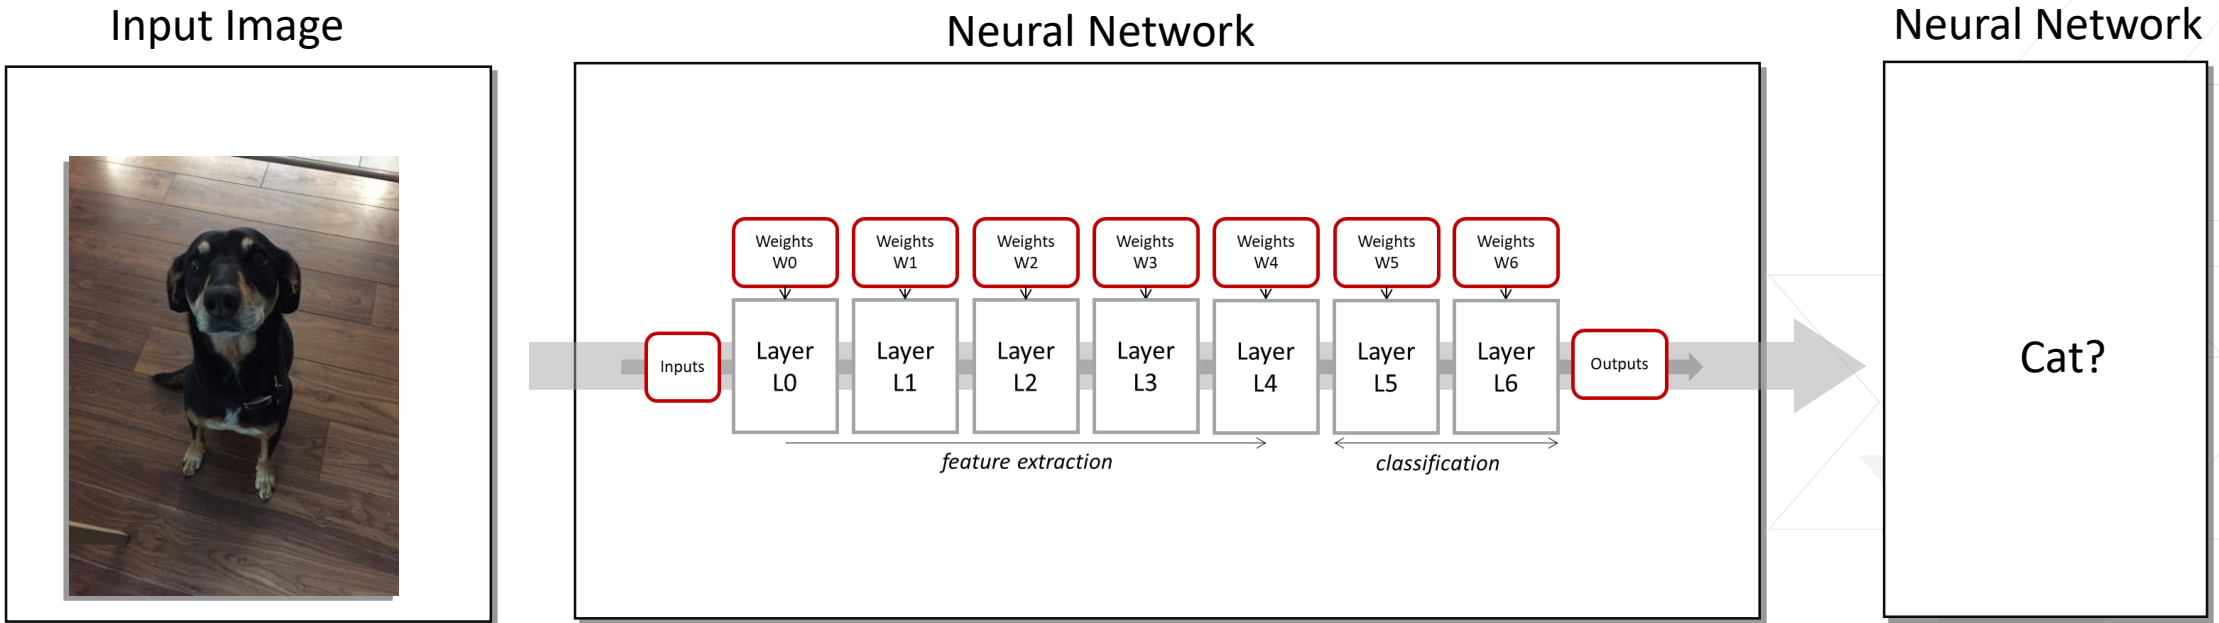 Input Image
Neural Network
Neural Network
Weights
W0
Weights
W1
Weights
W2
Weights
W3
Weights
W4
Weights
W5
Weights
W6
Inputs
Layer
L0
Layer
L1
Layer
L2
Layer
L3
Layer
L4
Layer
L5
Layer
L6
Outputs
feature extraction
classification
Cat?